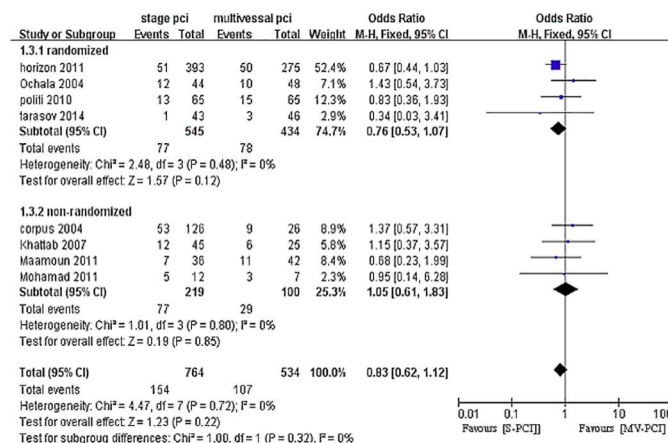 stage pci multivessal pci Odds Ratio Odds Ratio
Study or Subgroup Events Total Events Total Weight M-H, Fixed, 95% CI M-H, Fixed, 95% CI
1.3.1 randomized
horizon 2011 51 393 50 275 52.4% 0.67 [0.44, 1.03]
Ochala 2004 12 44 10 48 7.1% 1.43 [0.54, 3.73]
politi 2010 13 65 15 65 8.3% 0.83 [0.36, 1.93]
tarasov 2014 1 43 3 46 2.9% 0.34 [0.03, 3.41]
Subtotal (95% CI) 545 434 74.7% 0.76 [0.53, 1.07]
Total events 77 78
Heterogeneity: Chi² = 2.48, df = 3 (P = 0.48); I² = 0%
Test for overall effect: Z = 1.57 (P = 0.12)
1.3.2 non-randomized
corpus 2004 53 126 9 26 8.9% 1.37 [0.57, 3.31]
Khattab 2007 12 45 6 25 5.8% 1.15 [0.37, 3.57]
Maamoun 2011 7 36 11 42 8.4% 0.68 [0.23, 1.99]
Mohamad 2011 5 12 3 7 2.3% 0.95 [0.14, 6.28]
Subtotal (95% CI) 219 100 25.3% 1.05 [0.61, 1.83]
Total events 77 29
Heterogeneity: Chi² = 1.01, df = 3 (P = 0.80); I² = 0%
Test for overall effect: Z = 0.19 (P = 0.85)
Total (95% CI) 764 534 100.0% 0.83 [0.62, 1.12]
Total events 154 107
Heterogeneity: Chi² = 4.47, df = 7 (P = 0.72); I² = 0%
Test for overall effect: Z = 1.23 (P = 0.22)
Test for subgroup differences: Chi² = 1.00, df = 1 (P = 0.32), I² = 0%
0.01 0.1 1 10 100
Favours [S-PCI]] Favours [MV-PCI]